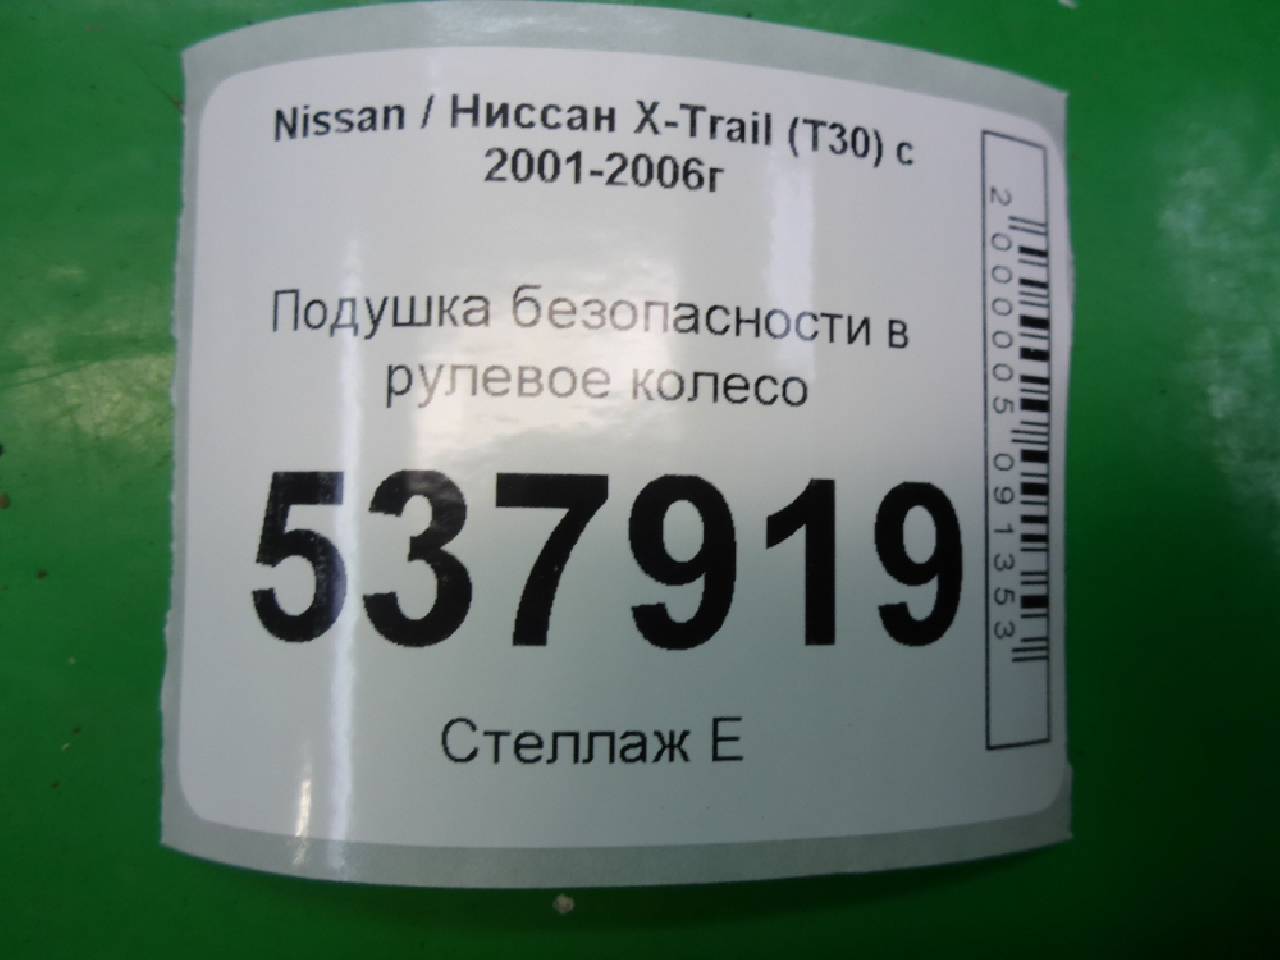 Nissan / Ниссан X-Trail (T30) с
2001-2006г
Подушка безопасности в
рулевое колесо
537919
Стеллаж Е
2000005091353